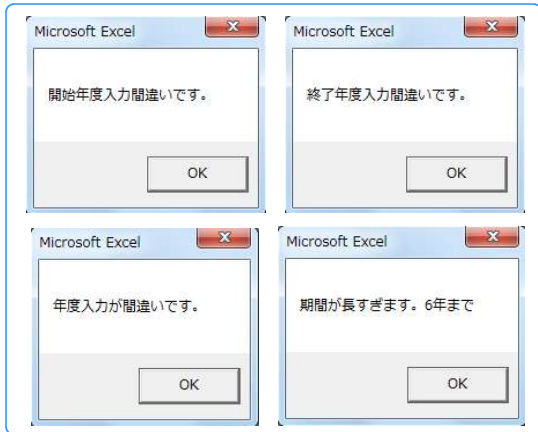 Microsoft Excel
開始年度入力間違いです。
OK
Microsoft Excel
終了年度入力間違いです。
OK
Microsoft Excel
年度入力が間違いです。
OK
Microsoft Excel
期間が長すぎます。6年まで
OK